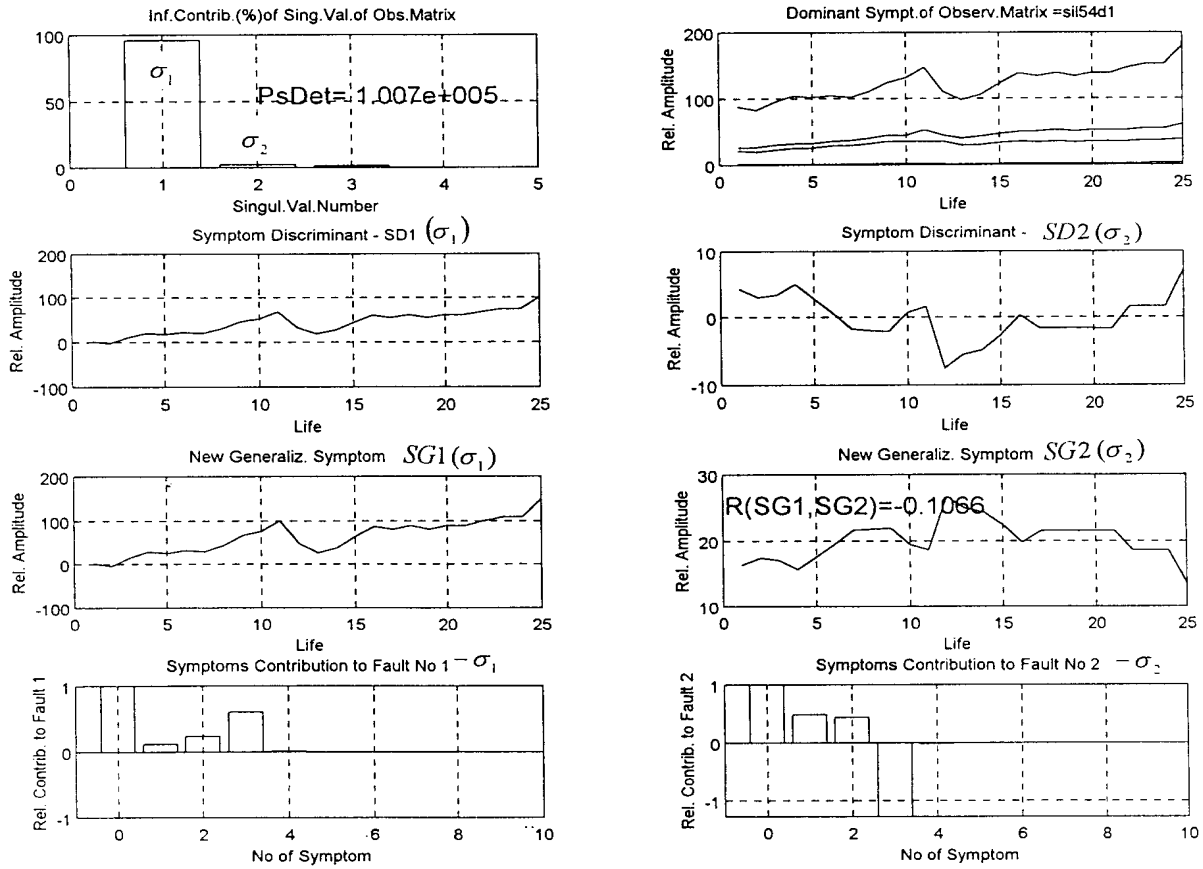 Inf.Contrib.(%)of Sing.Val.of Obs.Matrix
100
50
0
σ₁
σ₂
PsDet= 1.007e+005
0 1 2 3 4 5
Singul.Val.Number
Dominant Sympt.of Observ.Matrix =sil54d1
Rel. Amplitude
200
100
0
0 5 10 15 20 25
Life
Symptom Discriminant - SD1 (σ₁)
Rel. Amplitude
200
100
0
-100
0 5 10 15 20 25
Life
Symptom Discriminant - SD2(σ₂)
Rel. Amplitude
10
0
-10
0 5 10 15 20 25
Life
New Generaliz. Symptom SG1(σ₁)
Rel. Amplitude
200
100
0
-100
0 5 10 15 20 25
Life
New Generaliz. Symptom SG2(σ₂)
R(SG1,SG2)=-0.1066
Rel. Amplitude
30
20
10
0 5 10 15 20 25
Life
Symptoms Contribution to Fault No 1 - σ₁
Rel. Contrib. to Fault 1
1
0
-1
0 2 4 6 8 10
No of Symptom
Symptoms Contribution to Fault No 2 - σ₂
Rel. Contrib. to Fault 2
1
0
-1
0 2 4 6 8 10
No of Symptom